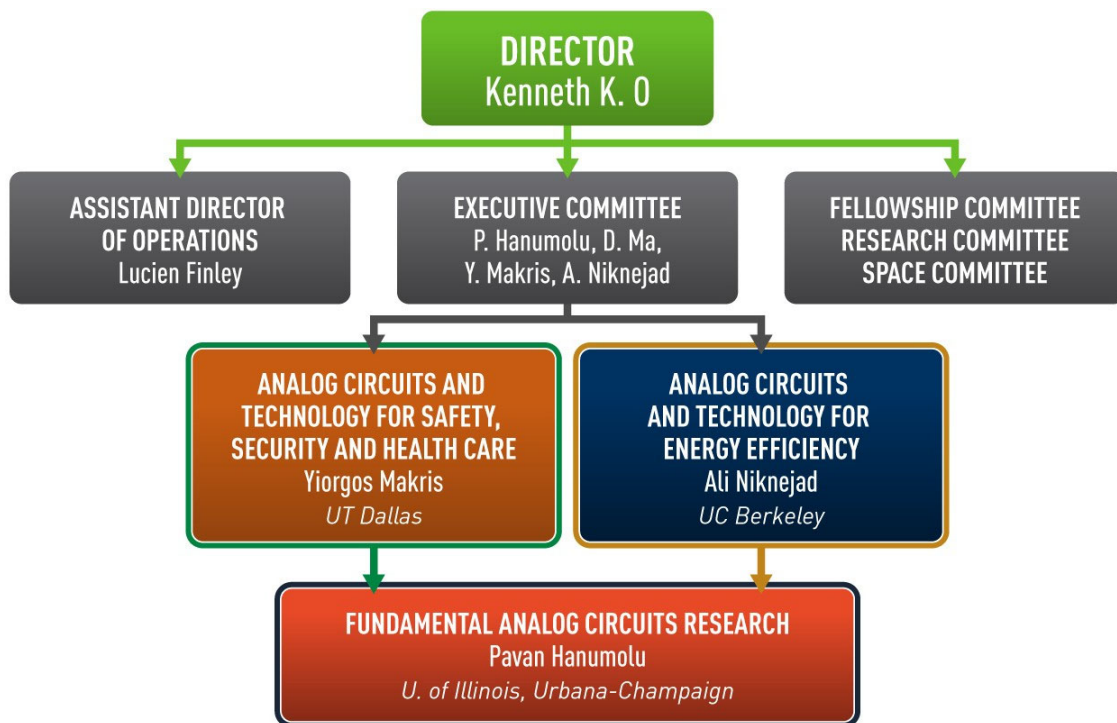 DIRECTOR
Kenneth K. O
ASSISTANT DIRECTOR
OF OPERATIONS
Lucien Finley
EXECUTIVE COMMITTEE
P. Hanumolu, D. Ma,
Y. Makris, A. Niknejad
FELLOWSHIP COMMITTEE
RESEARCH COMMITTEE
SPACE COMMITTEE
ANALOG CIRCUITS AND
TECHNOLOGY FOR SAFETY,
SECURITY AND HEALTH CARE
Yiorgos Makris
UT Dallas
ANALOG CIRCUITS
AND TECHNOLOGY FOR
ENERGY EFFICIENCY
Ali Niknejad
UC Berkeley
FUNDAMENTAL ANALOG CIRCUITS RESEARCH
Pavan Hanumolu
U. of Illinois, Urbana-Champaign